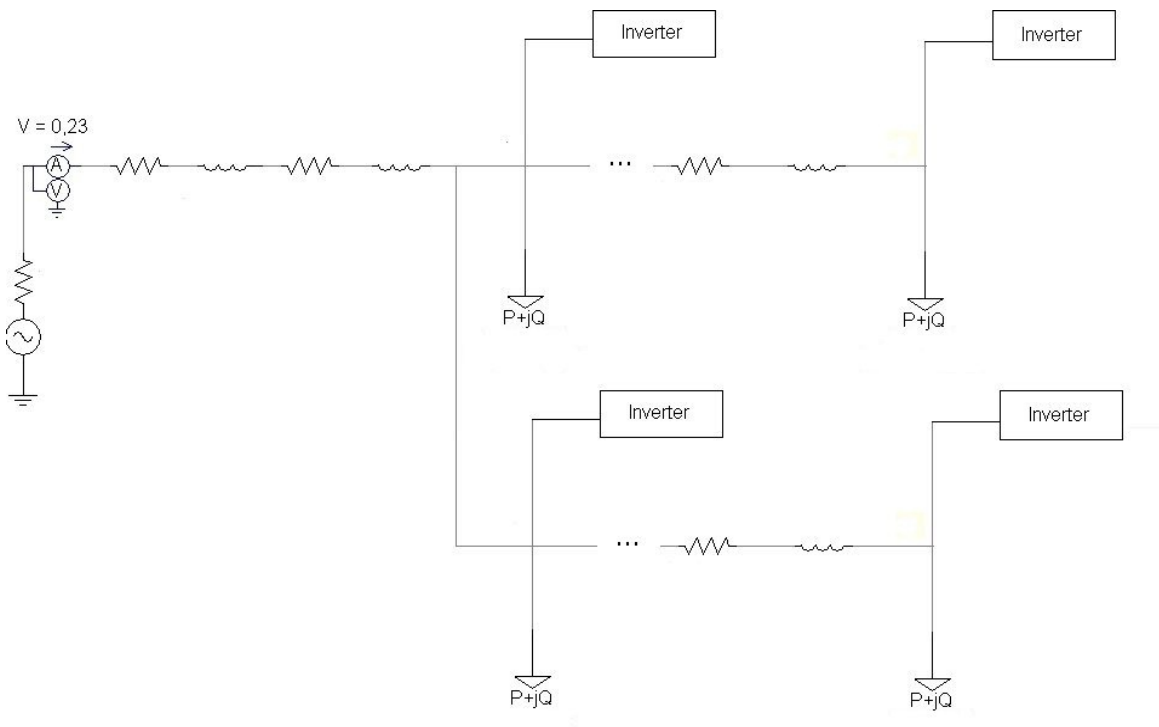 Inverter
Inverter
V = 0,23
A
...
V
P+jQ
P+jQ
Inverter
Inverter
...
P+jQ
P+jQ